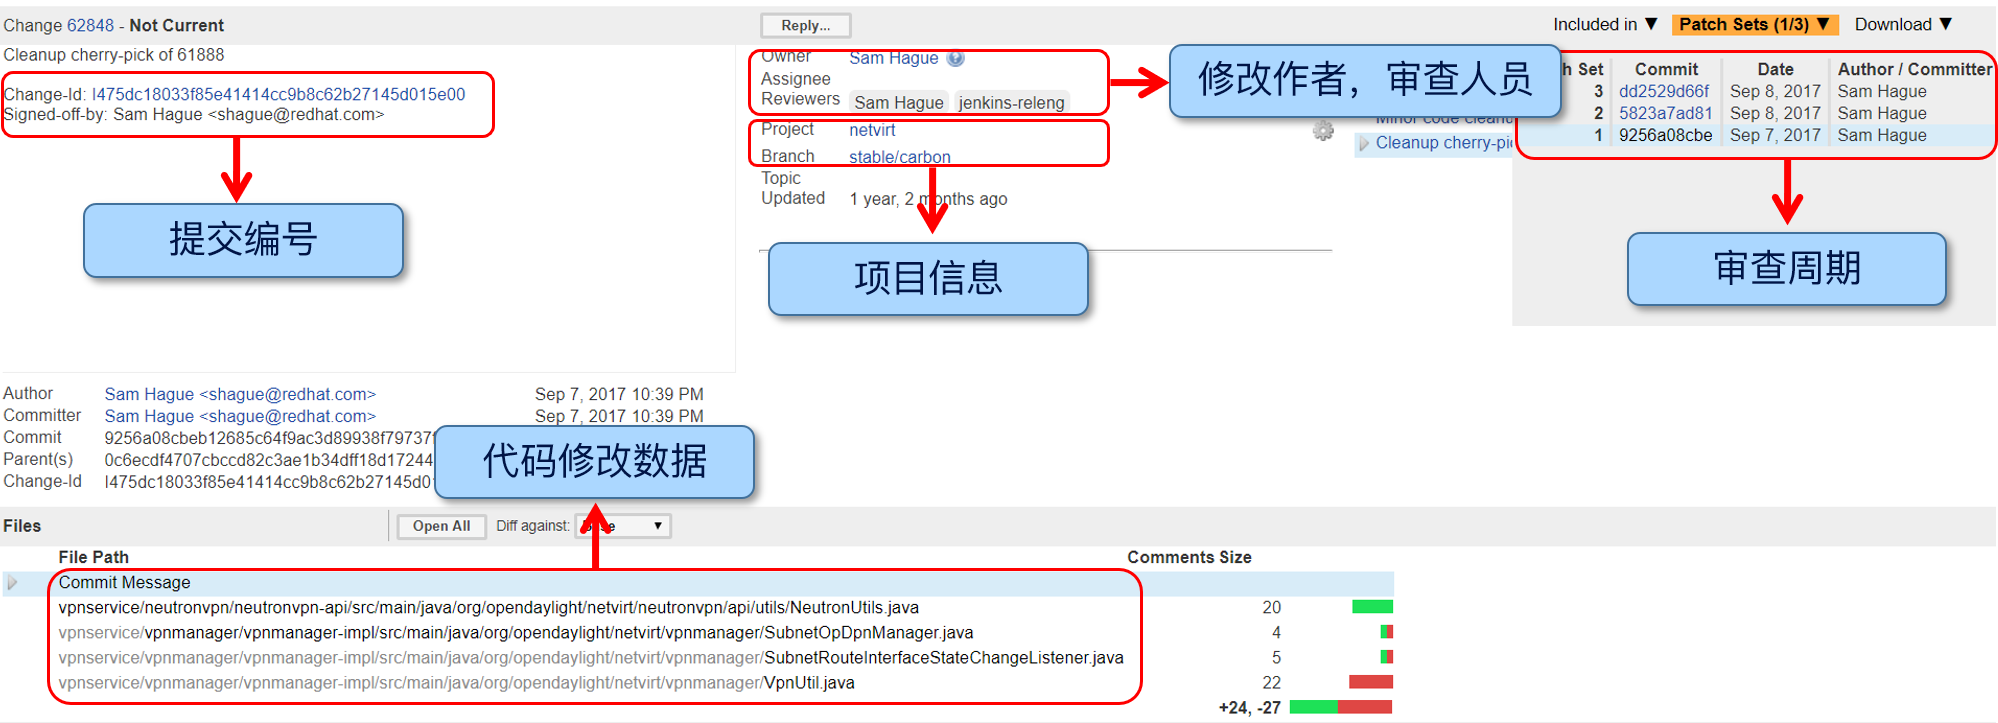 Change 62848 - Not Current
Reply...
Included in ▼
Patch Sets (1/3) ▼
Download ▼
Cleanup cherry-pick of 61888
Change-Id: I475dc18033f85e41414cc9b8c62b27145d015e00
Signed-off-by: Sam Hague <shague@redhat.com>
提交编号
Owner Sam Hague
Assignee
Reviewers Sam Hague jenkins-releng
Project netvirt
Branch stable/carbon
Topic
Updated 1 year, 2 months ago
修改作者，审查人员
项目信息
Minor code cleanu
Cleanup cherry-pi
h Set Commit Date Author / Committer
3 dd2529d66f Sep 8, 2017 Sam Hague
2 5823a7ad81 Sep 8, 2017 Sam Hague
1 9256a08cbe Sep 7, 2017 Sam Hague
审查周期
Author Sam Hague <shague@redhat.com> Sep 7, 2017 10:39 PM
Committer Sam Hague <shague@redhat.com> Sep 7, 2017 10:39 PM
Commit 9256a08cbeb12685c64f9ac3d89938f79737f
Parent(s) 0c6ecdf4707cbccd82c3ae1b34dff18d17244
Change-Id I475dc18033f85e41414cc9b8c62b27145d0
代码修改数据
Files
Open All Diff against: ▼
File Path Comments Size
Commit Message
vpnservice/neutronvpn/neutronvpn-api/src/main/java/org/opendaylight/netvirt/neutronvpn/api/utils/NeutronUtils.java 20
vpnservice/vpnmanager/vpnmanager-impl/src/main/java/org/opendaylight/netvirt/vpnmanager/SubnetOpDpnManager.java 4
vpnservice/vpnmanager/vpnmanager-impl/src/main/java/org/opendaylight/netvirt/vpnmanager/SubnetRouteInterfaceStateChangeListener.java 5
vpnservice/vpnmanager/vpnmanager-impl/src/main/java/org/opendaylight/netvirt/vpnmanager/VpnUtil.java 22
+24, -27